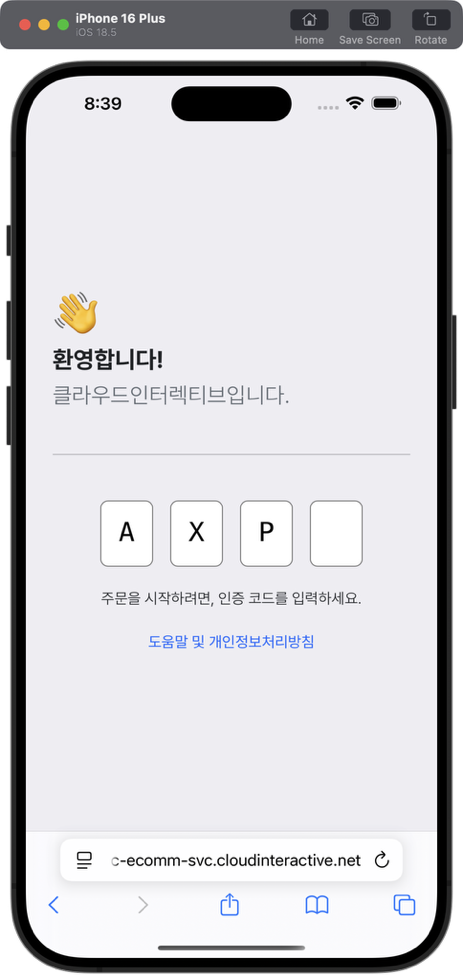 iPhone 16 Plus
iOS 18.5
Home
Save Screen
Rotate
8:39
환영합니다!
클라우드인터렉티브입니다.
A X P
주문을 시작하려면, 인증 코드를 입력하세요.
도움말 및 개인정보처리방침
c-ecomm-svc.cloudinteractive.net